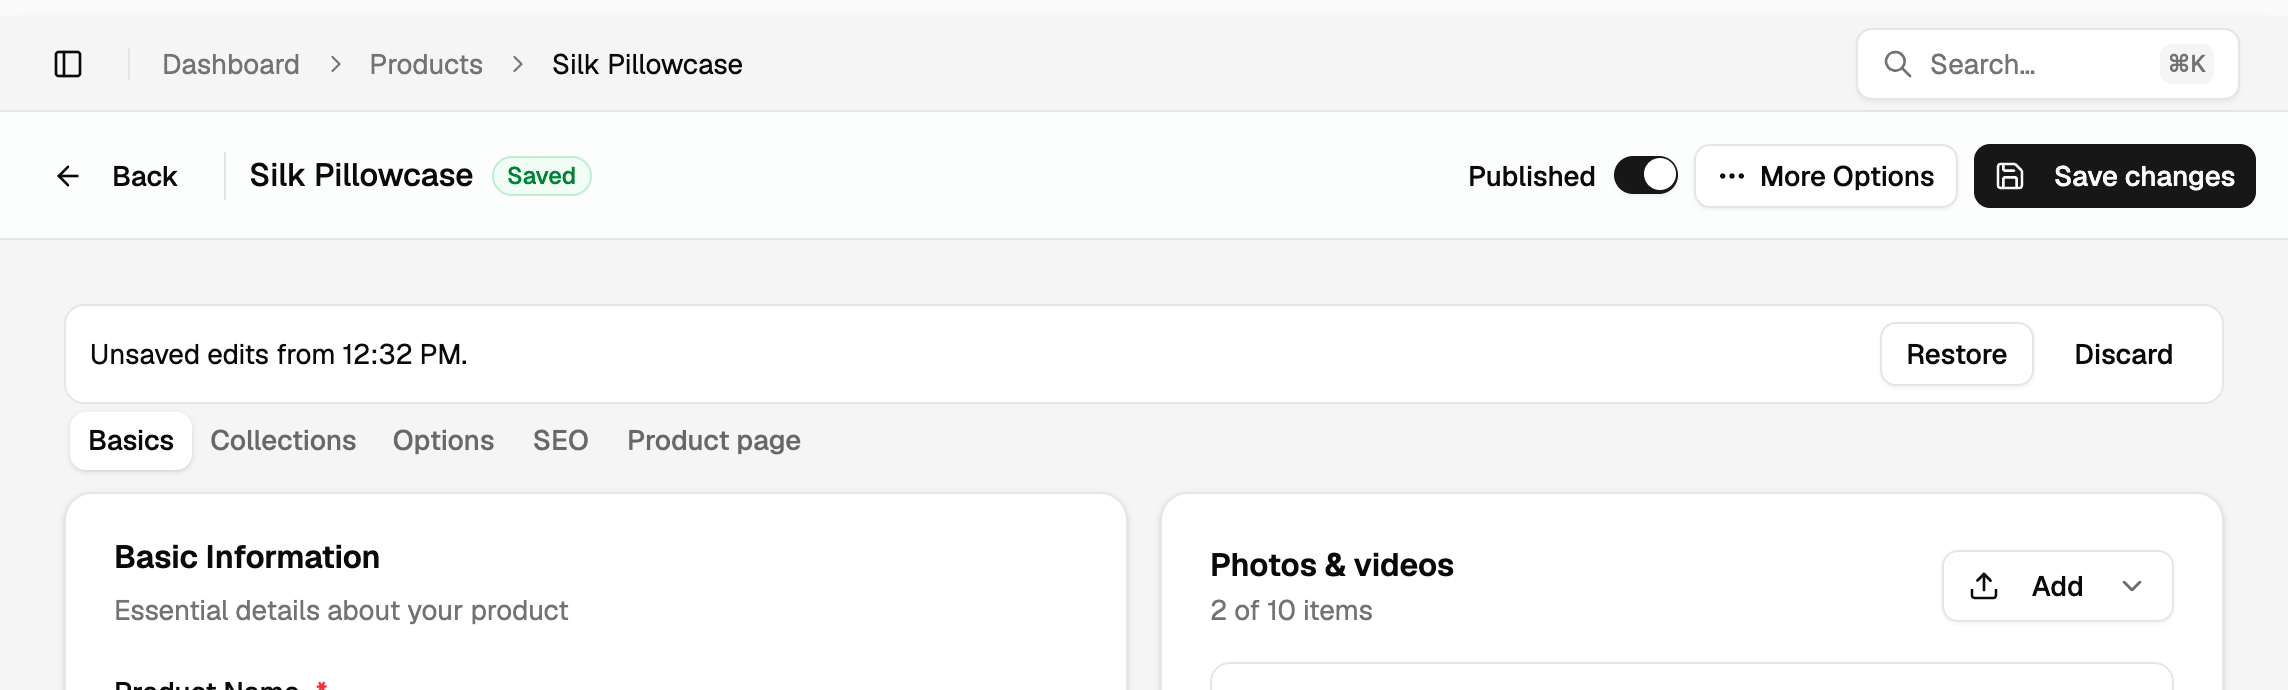 Dashboard > Products > Silk Pillowcase
Search...
⌘K
Back
Silk Pillowcase
Saved
Published
More Options
Save changes
Unsaved edits from 12:32 PM.
Restore
Discard
Basics
Collections
Options
SEO
Product page
Basic Information
Essential details about your product
Product Name *
Photos & videos
2 of 10 items
Add